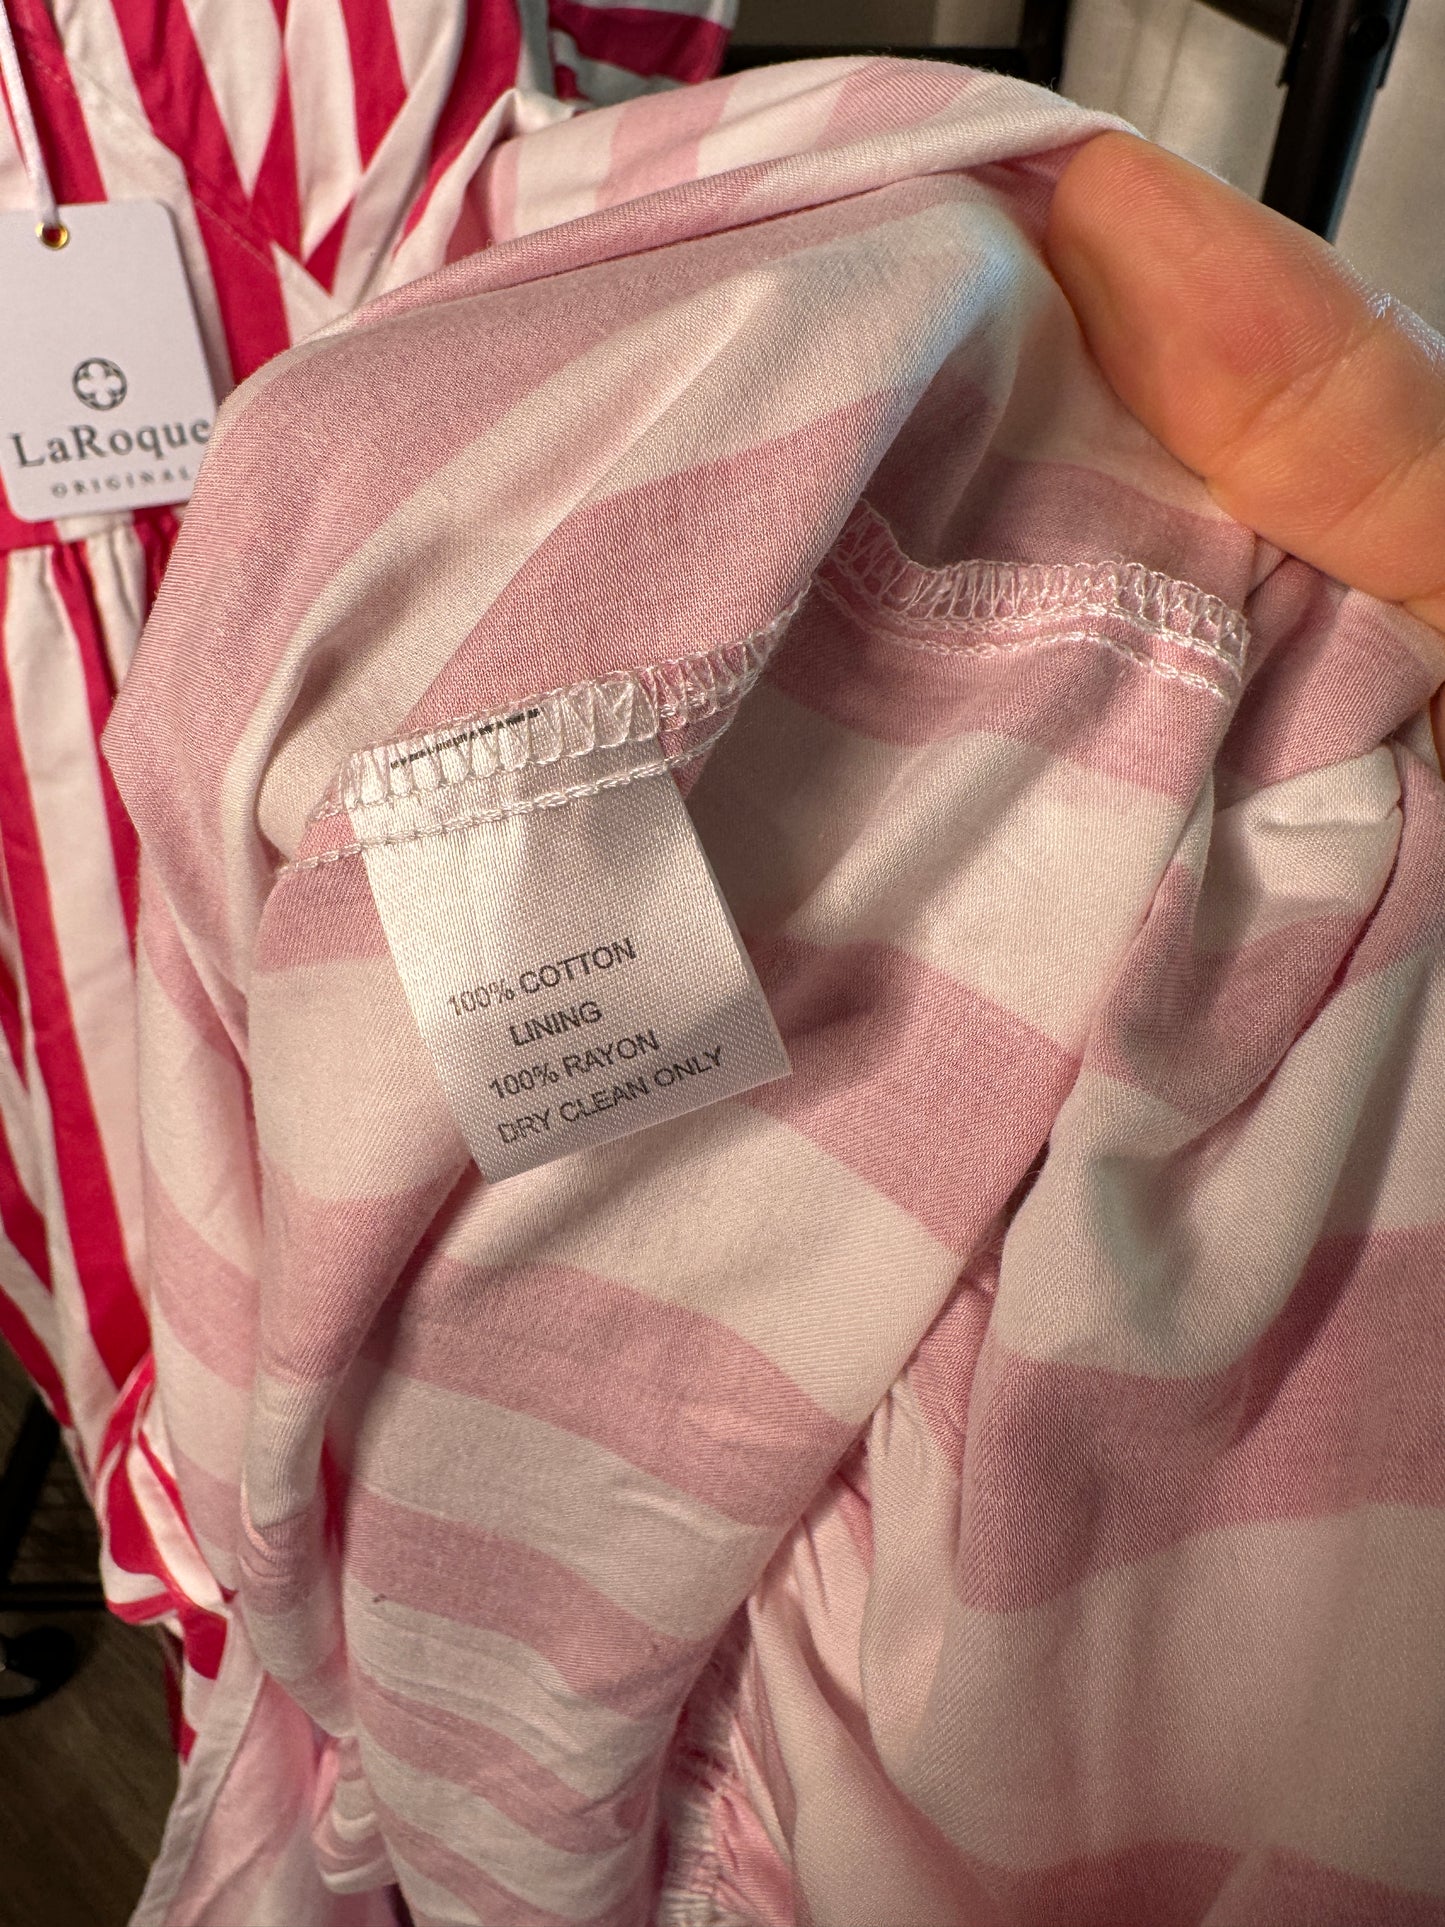 LaRoque
ORIGINAL
100% COTTON
LINING
100% RAYON
DRY CLEAN ONLY